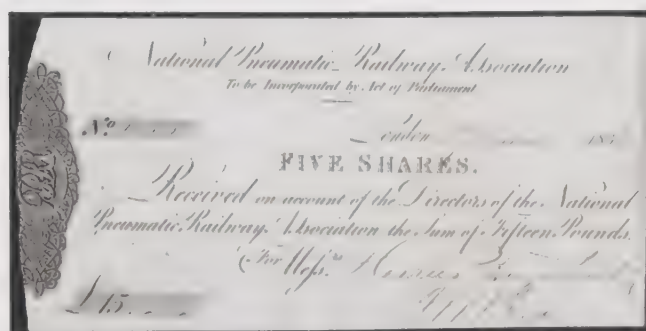 National Pneumatic Railway Association
To be Incorporated by Act of Parliament
No.
London 183
FIVE SHARES.
Received on account of the Directors of the National
Pneumatic Railway Association the Sum of Fifteen Pounds.
For Messrs.
£15